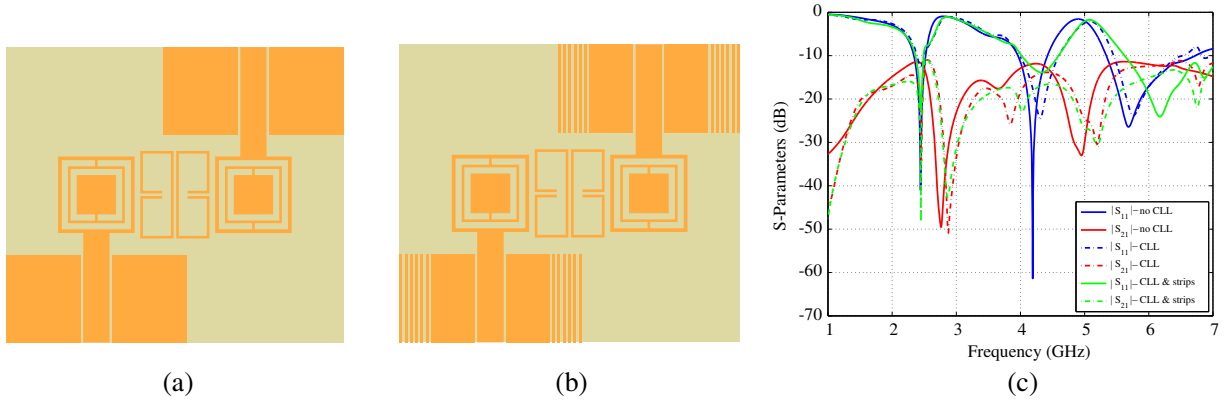 0
-10
-20
-30
-40
-50
-60
-70
S-Parameters (dB)
1 2 3 4 5 6 7
Frequency (GHz)
|S11|−no CLL
|S21|−no CLL
|S11|− CLL
|S21|− CLL
|S11|− CLL & strips
|S21|− CLL & strips
(a) (b) (c)